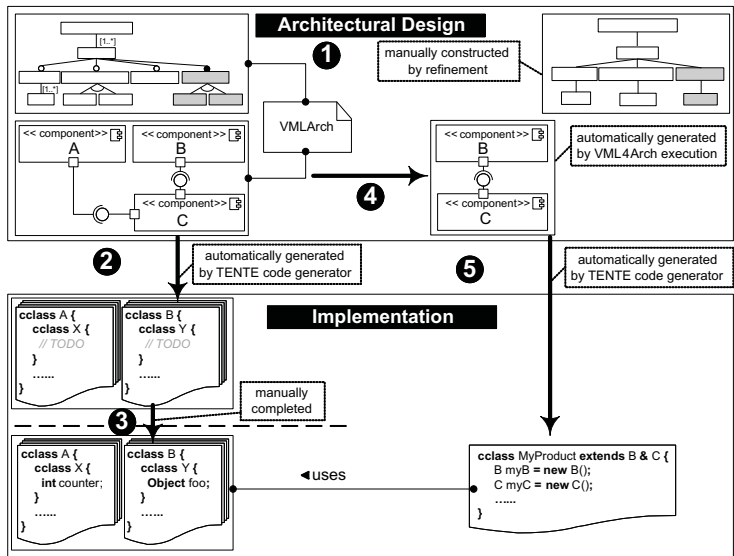 Architectural Design
1
[1..*]
[1..*]
manually constructed
by refinement
VMLArch
<< component>>
A
<< component>>
B
<< component>>
C
<< component>>
B
<< component>>
C
automatically generated
by VML4Arch execution
4
2
automatically generated
by TENTE code generator
5
automatically generated
by TENTE code generator
Implementation
cclass A {
cclass X {
// TODO
}
......
}
cclass B {
cclass Y {
// TODO
}
......
}
3
manually
completed
cclass A {
cclass X {
int counter;
}
......
}
cclass B {
cclass Y {
Object foo;
}
......
}
◄uses
cclass MyProduct extends B & C {
B myB = new B();
C myC = new C();
......
}